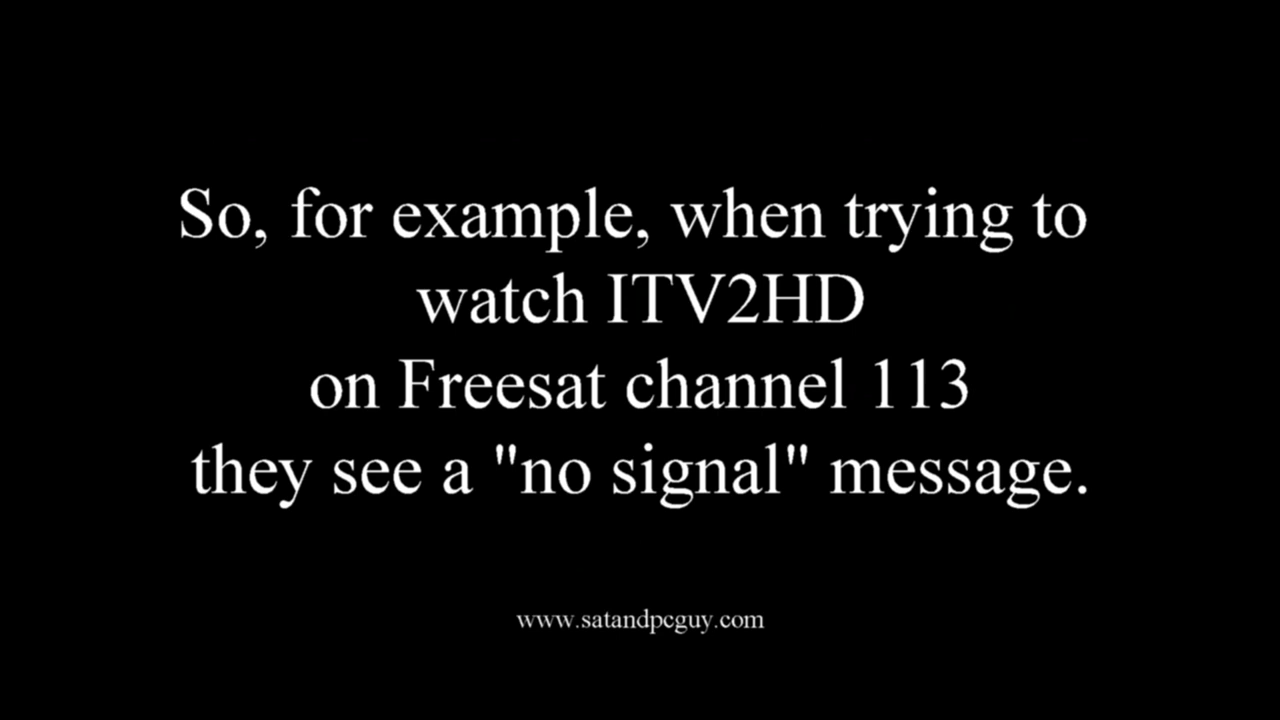 So, for example, when trying to
watch ITV2HD
on Freesat channel 113
they see a "no signal" message.
www.satandpcguy.com